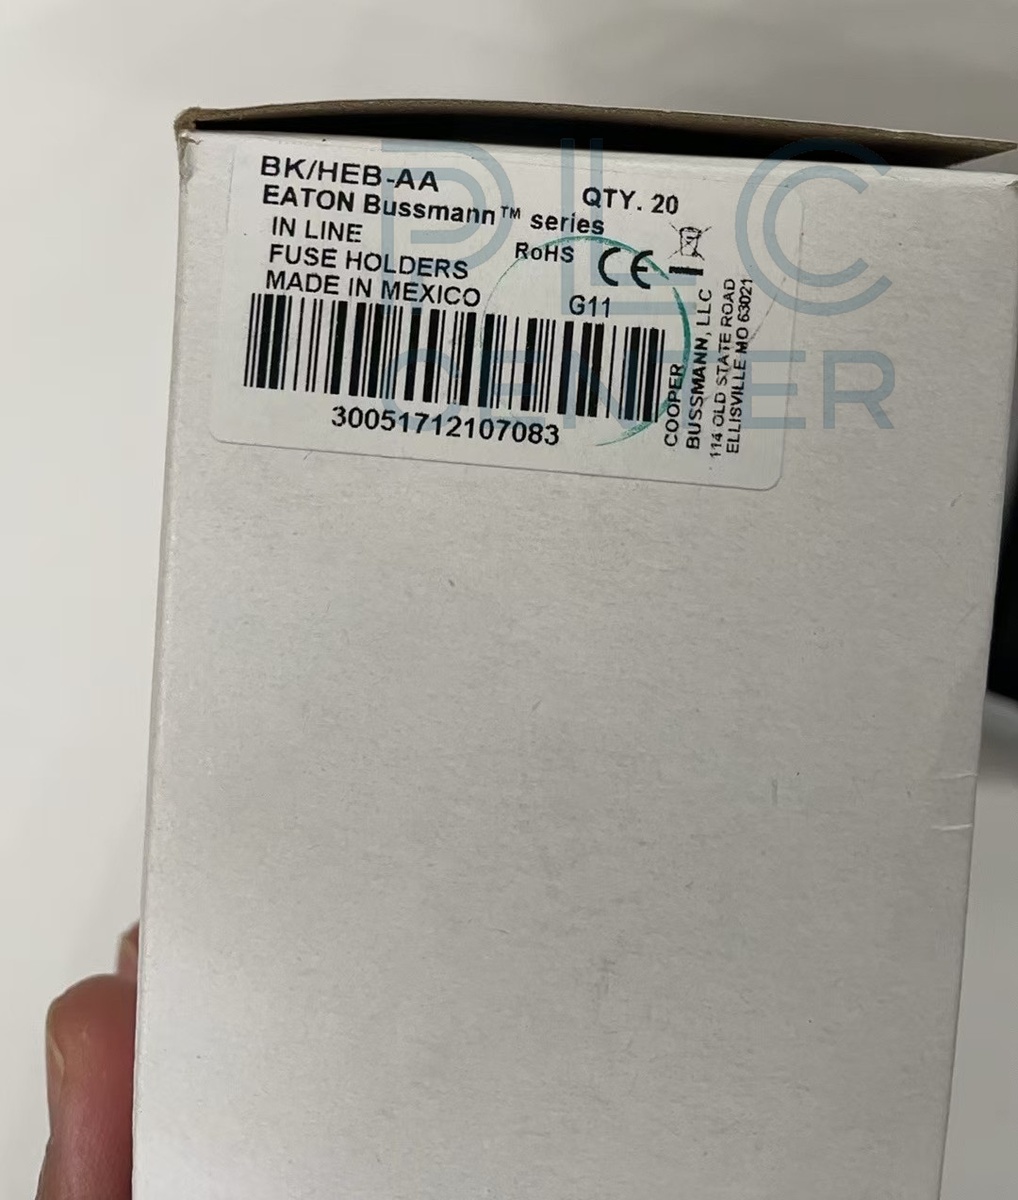 BK/HEB-AA
QTY. 20
EATON Bussmann™ series
IN LINE
RoHS CE
FUSE HOLDERS
MADE IN MEXICO
G11
30051712107083
COOPER
BUSSMANN, LLC
114 OLD STATE ROAD
ELLISVILLE MO 63021
PLC
CENTER